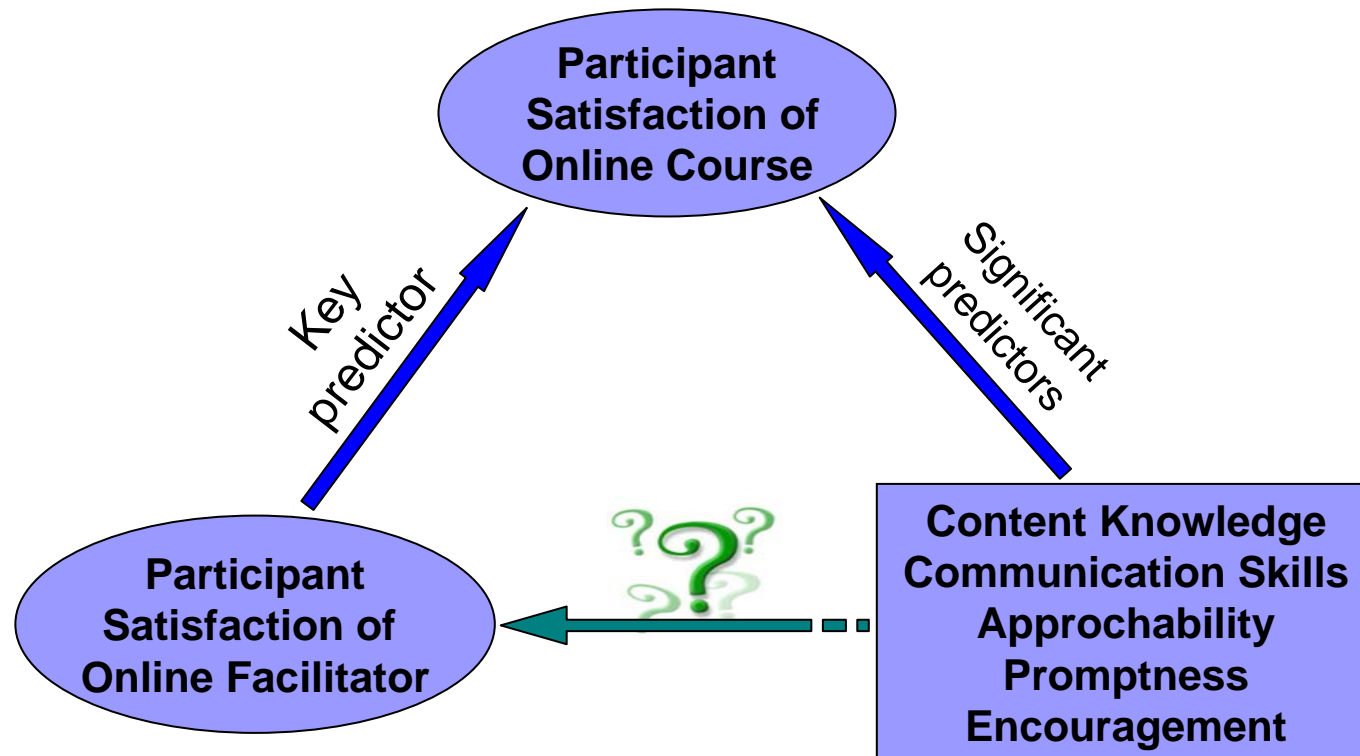 Participant
Satisfaction of
Online Course
Key
predictor
Significant
predictors
Participant
Satisfaction of
Online Facilitator
Content Knowledge
Communication Skills
Approchability
Promptness
Encouragement